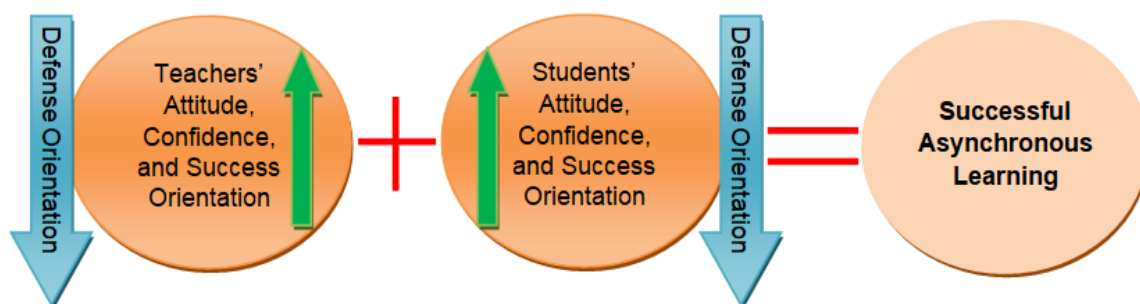 Defense Orientation
Teachers’
Attitude,
Confidence,
and Success
Orientation
Students’
Attitude,
Confidence,
and Success
Orientation
Defense Orientation
Successful
Asynchronous
Learning